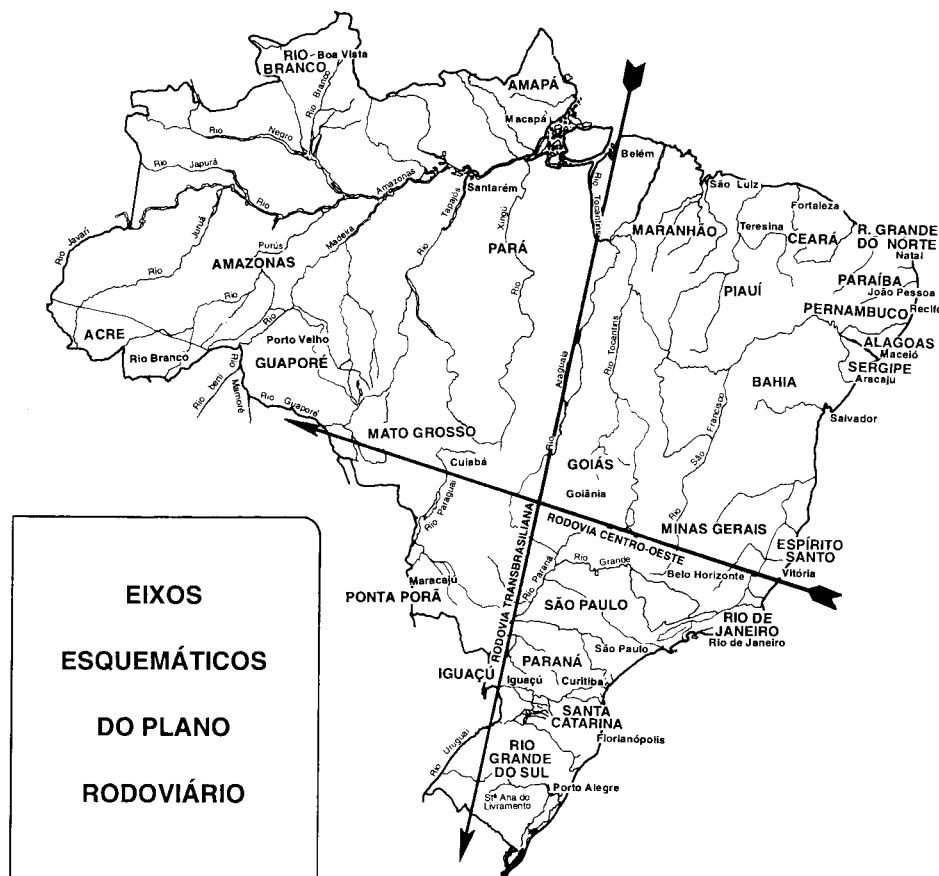 RIO
BRANCO
Boa Vista
Rio Branco
AMAPÁ
Macapá
Rio Negro
Rio Japurá
Rio Amazonas
Santarém
Belém
São Luiz
Fortaleza
Rio Javari
Rio Juruá
Purús
Rio
Madeira
Rio
Tapajós
Rio
Xingú
Rio
Rio Tocantins
MARANHÃO
Teresina
CEARÁ
R. GRANDE
DO NORTE
Natal
AMAZONAS
PARÁ
PIAUÍ
PARAÍBA
João Pessoa
PERNAMBUCO
Recife
ALAGOAS
Maceió
SERGIPE
Aracaju
ACRE
Rio Branco
Porto Velho
GUAPORÉ
Rio beni
Rio Mamoré
Rio Guaporé
Rio Araguaia
Rio Tocantins
BAHIA
Salvador
Rio São Francisco
MATO GROSSO
Cuiabá
Rio Paraguai
GOIÁS
Goiânia
MINAS GERAIS
RODOVIA CENTRO-OESTE
RODOVIA TRANSBRASILIANA
ESPÍRITO
SANTO
Vitória
Rio Grande
Belo Horizonte
Rio Paraná
Maracajú
PONTA PORÃ
SÃO PAULO
RIO DE
JANEIRO
Rio de Janeiro
São Paulo
PARANÁ
IGUAÇÚ
Iguaçú
Curitiba
SANTA
CATARINA
Florianópolis
Rio Uruguai
RIO
GRANDE
DO SUL
Stª Ana do
Livramento
Porto Alegre
EIXOS
ESQUEMÁTICOS
DO PLANO
RODOVIÁRIO